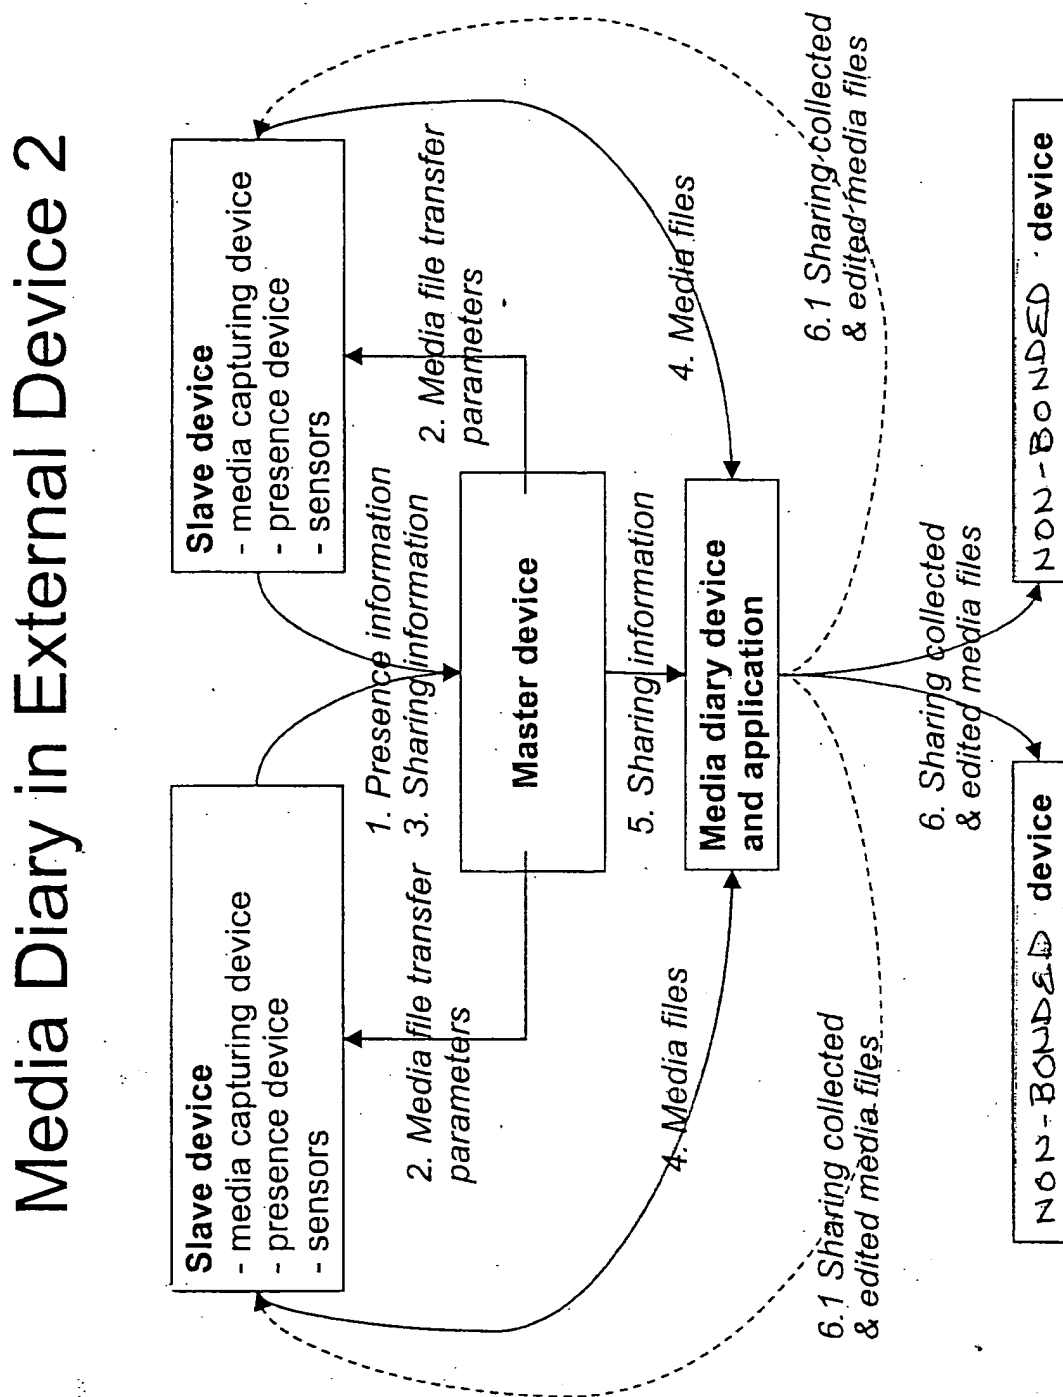 Media Diary in External Device 2
Slave device
- media capturing device
- presence device
- sensors
Slave device
- media capturing device
- presence device
- sensors
1. Presence information
3. Sharing information
2. Media file transfer
parameters
2. Media file transfer
parameters
Master device
4. Media files
5. Sharing information
4. Media files
Media diary device
and application
6.1 Sharing collected
& edited media files
6.1 Sharing collected
& edited media files
6. Sharing collected
& edited media files
NON-BONDED device
NON-BONDED device